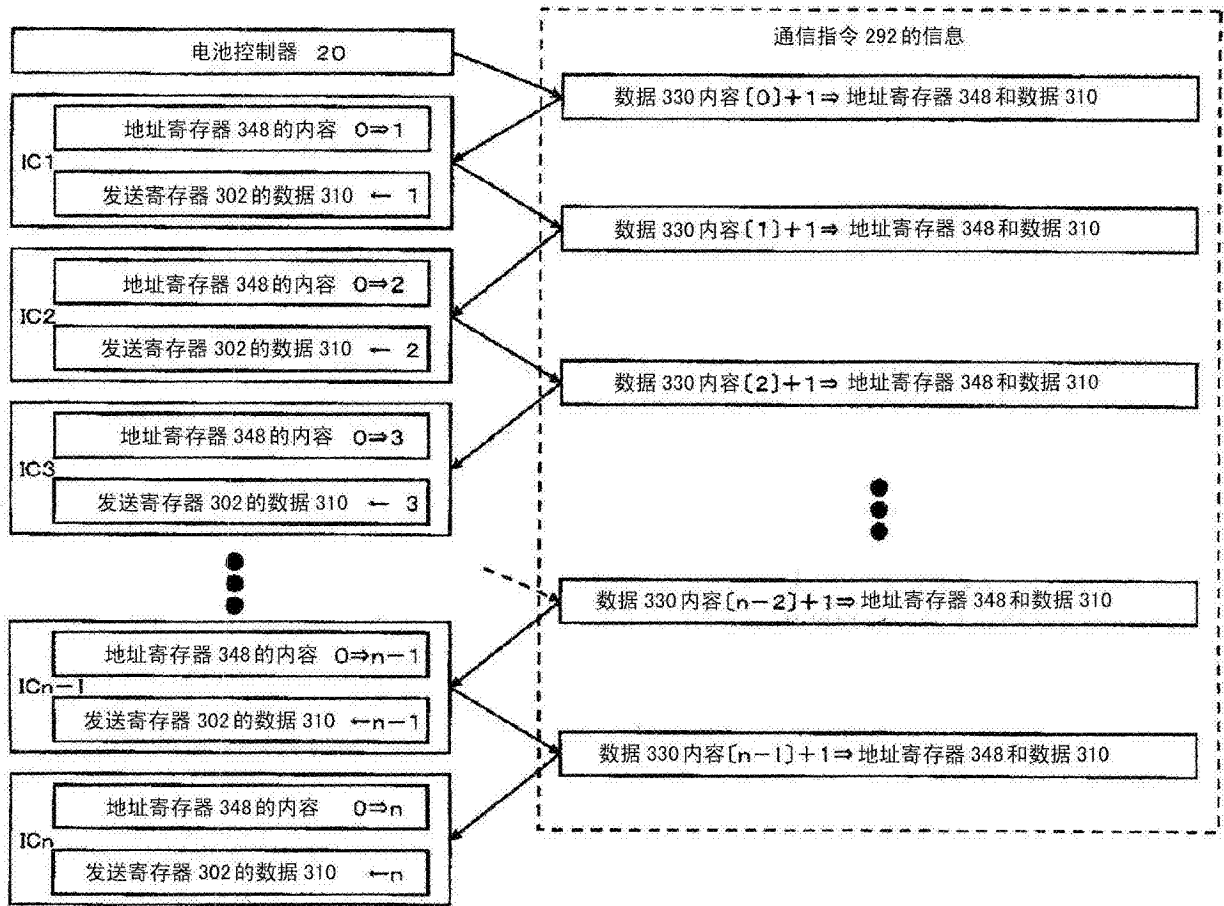 电池控制器 20
通信指令 292的信息
数据 330 内容[0]+1⇒地址寄存器 348 和数据 310
IC1
地址寄存器 348 的内容 0⇒1
发送寄存器 302 的数据 310 ← 1
数据 330 内容[1]+1⇒ 地址寄存器 348 和数据 310
IC2
地址寄存器 348 的内容 0⇒2
发送寄存器 302 的数据 310 ← 2
数据 330 内容[2]+1⇒ 地址寄存器 348 和数据 310
IC3
地址寄存器 348 的内容 0⇒3
发送寄存器 302 的数据 310 ← 3
数据 330 内容[n-2]+1⇒地址寄存器 348 和数据 310
ICn-1
地址寄存器 348 的内容 0⇒n-1
发送寄存器 302 的数据 310 ←n-1
数据 330 内容[n-1]+1⇒地址寄存器 348 和数据 310
ICn
地址寄存器 348 的内容 0⇒n
发送寄存器 302 的数据 310 ←n